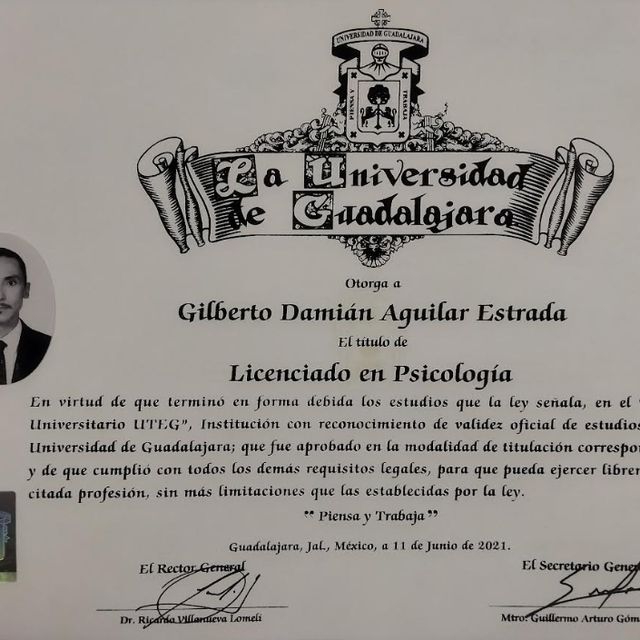 UNIVERSIDAD DE GUADALAJARA
PIENSA Y TRABAJA
La Universidad
de Guadalajara
Otorga a
Gilberto Damián Aguilar Estrada
El título de
Licenciado en Psicología
En virtud de que terminó en forma debida los estudios que la ley señala, en el
Universitario UTEG", Institución con reconocimiento de validez oficial de estudios
Universidad de Guadalajara; que fue aprobado en la modalidad de titulación correspon
y de que cumplió con todos los demás requisitos legales, para que pueda ejercer librem
citada profesión, sin más limitaciones que las establecidas por la ley.
"Piensa y Trabaja"
Guadalajara, Jal., México, a 11 de Junio de 2021.
El Rector General
El Secretario Gene
Dr. Ricardo Villanueva Lomelí
Mtro. Guillermo Arturo Góm